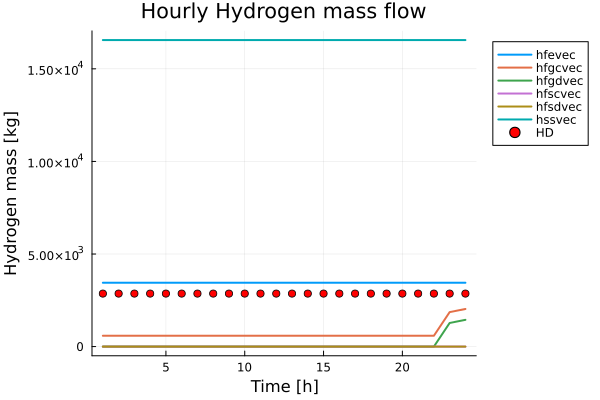 Hourly Hydrogen mass flow
Hydrogen mass [kg]
1.50×10⁴
1.00×10⁴
5.00×10³
0
5 10 15 20
Time [h]
hfevec
hfgcvec
hfgdvec
hfscvec
hfsdvec
hssvec
HD